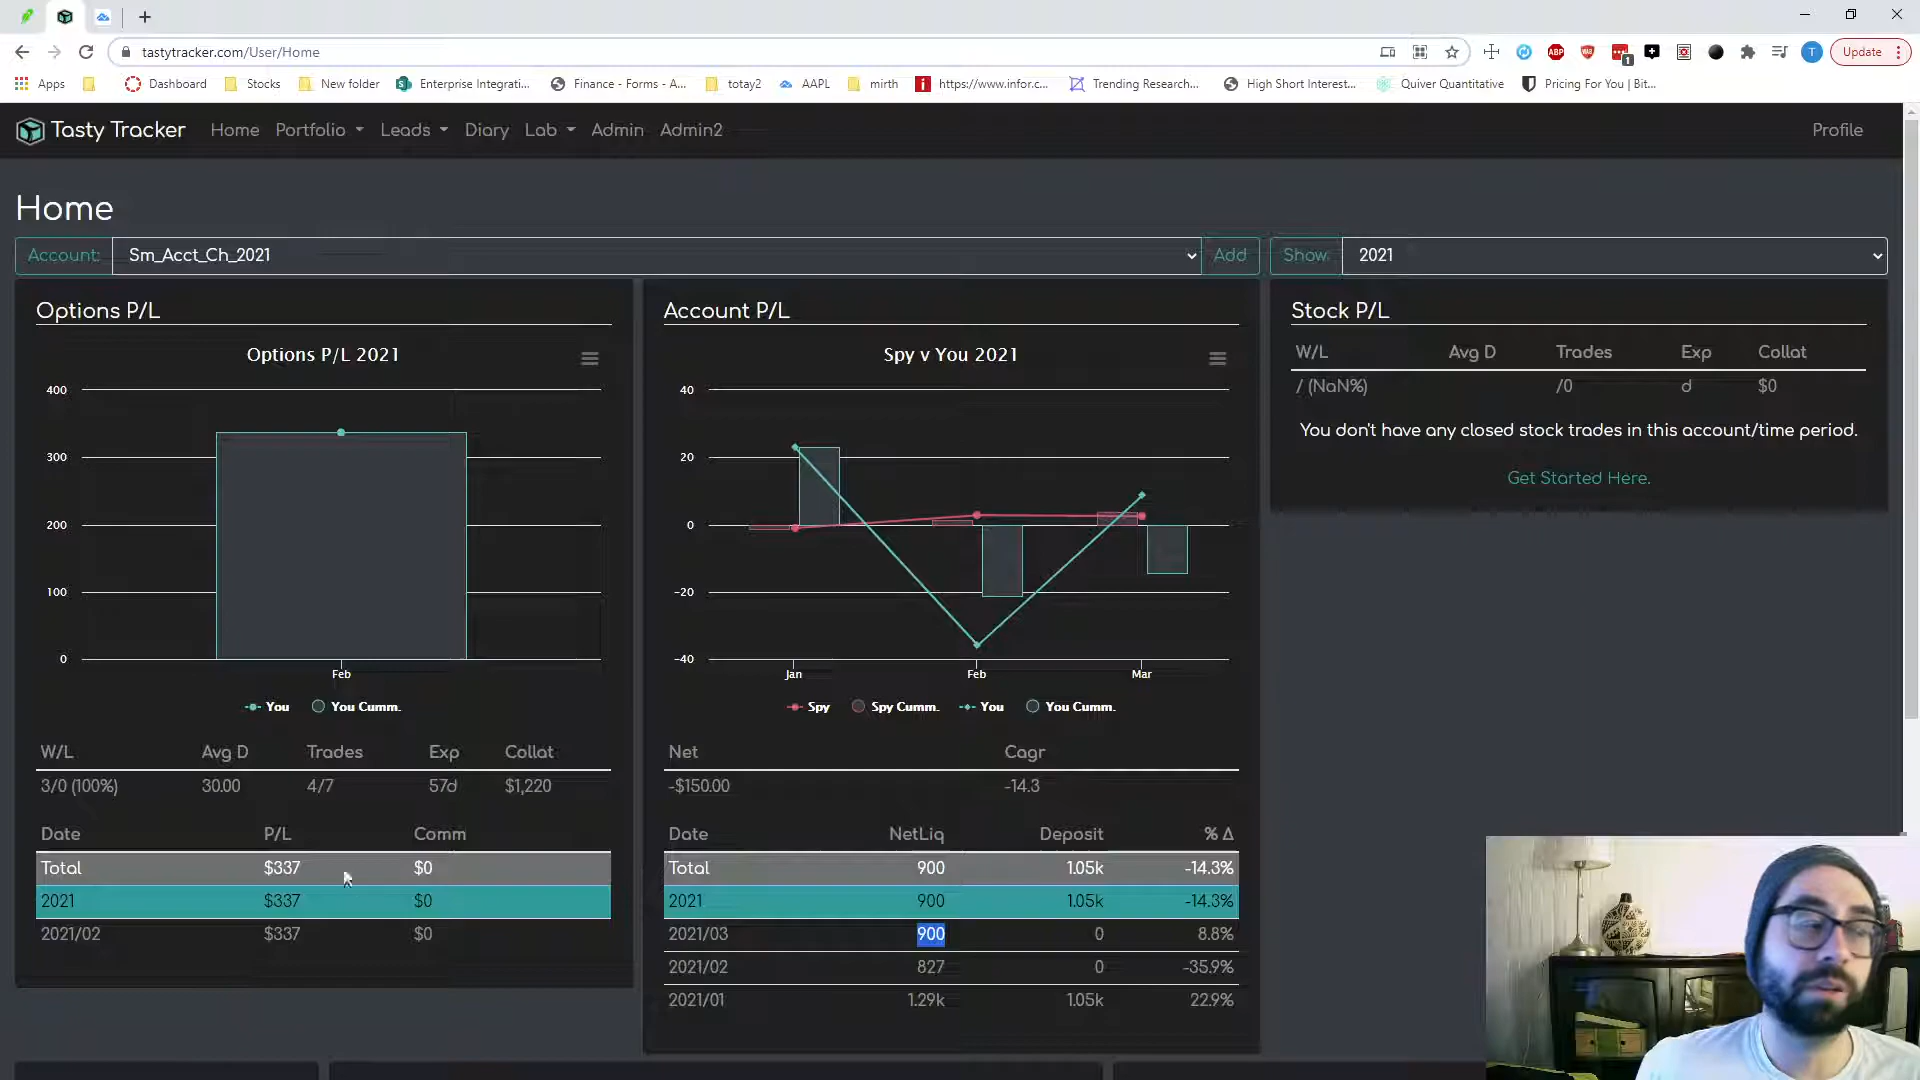 tastytracker.com/User/Home
ABP
1
T
Update
Apps
Dashboard
Stocks
New folder
Enterprise Integrati...
Finance - Forms - A...
totay2
AAPL
mirth
https://www.infor.c...
Trending Research...
High Short Interest...
Quiver Quantitative
Pricing For You | Bit...
Tasty Tracker
Home
Portfolio
Leads
Diary
Lab
Admin
Admin2
Profile
Home
Account:
Sm_Acct_Ch_2021
Add
Show
2021
Options P/L
Options P/L 2021
400
300
200
100
0
Feb
You
You Cumm.
W/L Avg D Trades Exp Collat
3/0 (100%) 30.00 4/7 57d $1,220
Date P/L Comm
Total $337 $0
2021 $337 $0
2021/02 $337 $0
Account P/L
Spy v You 2021
40
20
0
-20
-40
Jan Feb Mar
Spy
Spy Cumm.
You
You Cumm.
Net Cagr
-$150.00 -14.3
Date NetLiq Deposit % Δ
Total 900 1.05k -14.3%
2021 900 1.05k -14.3%
2021/03 900 0 8.8%
2021/02 827 0 -35.9%
2021/01 1.29k 1.05k 22.9%
Stock P/L
W/L Avg D Trades Exp Collat
/ (NaN%) /0 d $0
You don't have any closed stock trades in this account/time period.
Get Started Here.